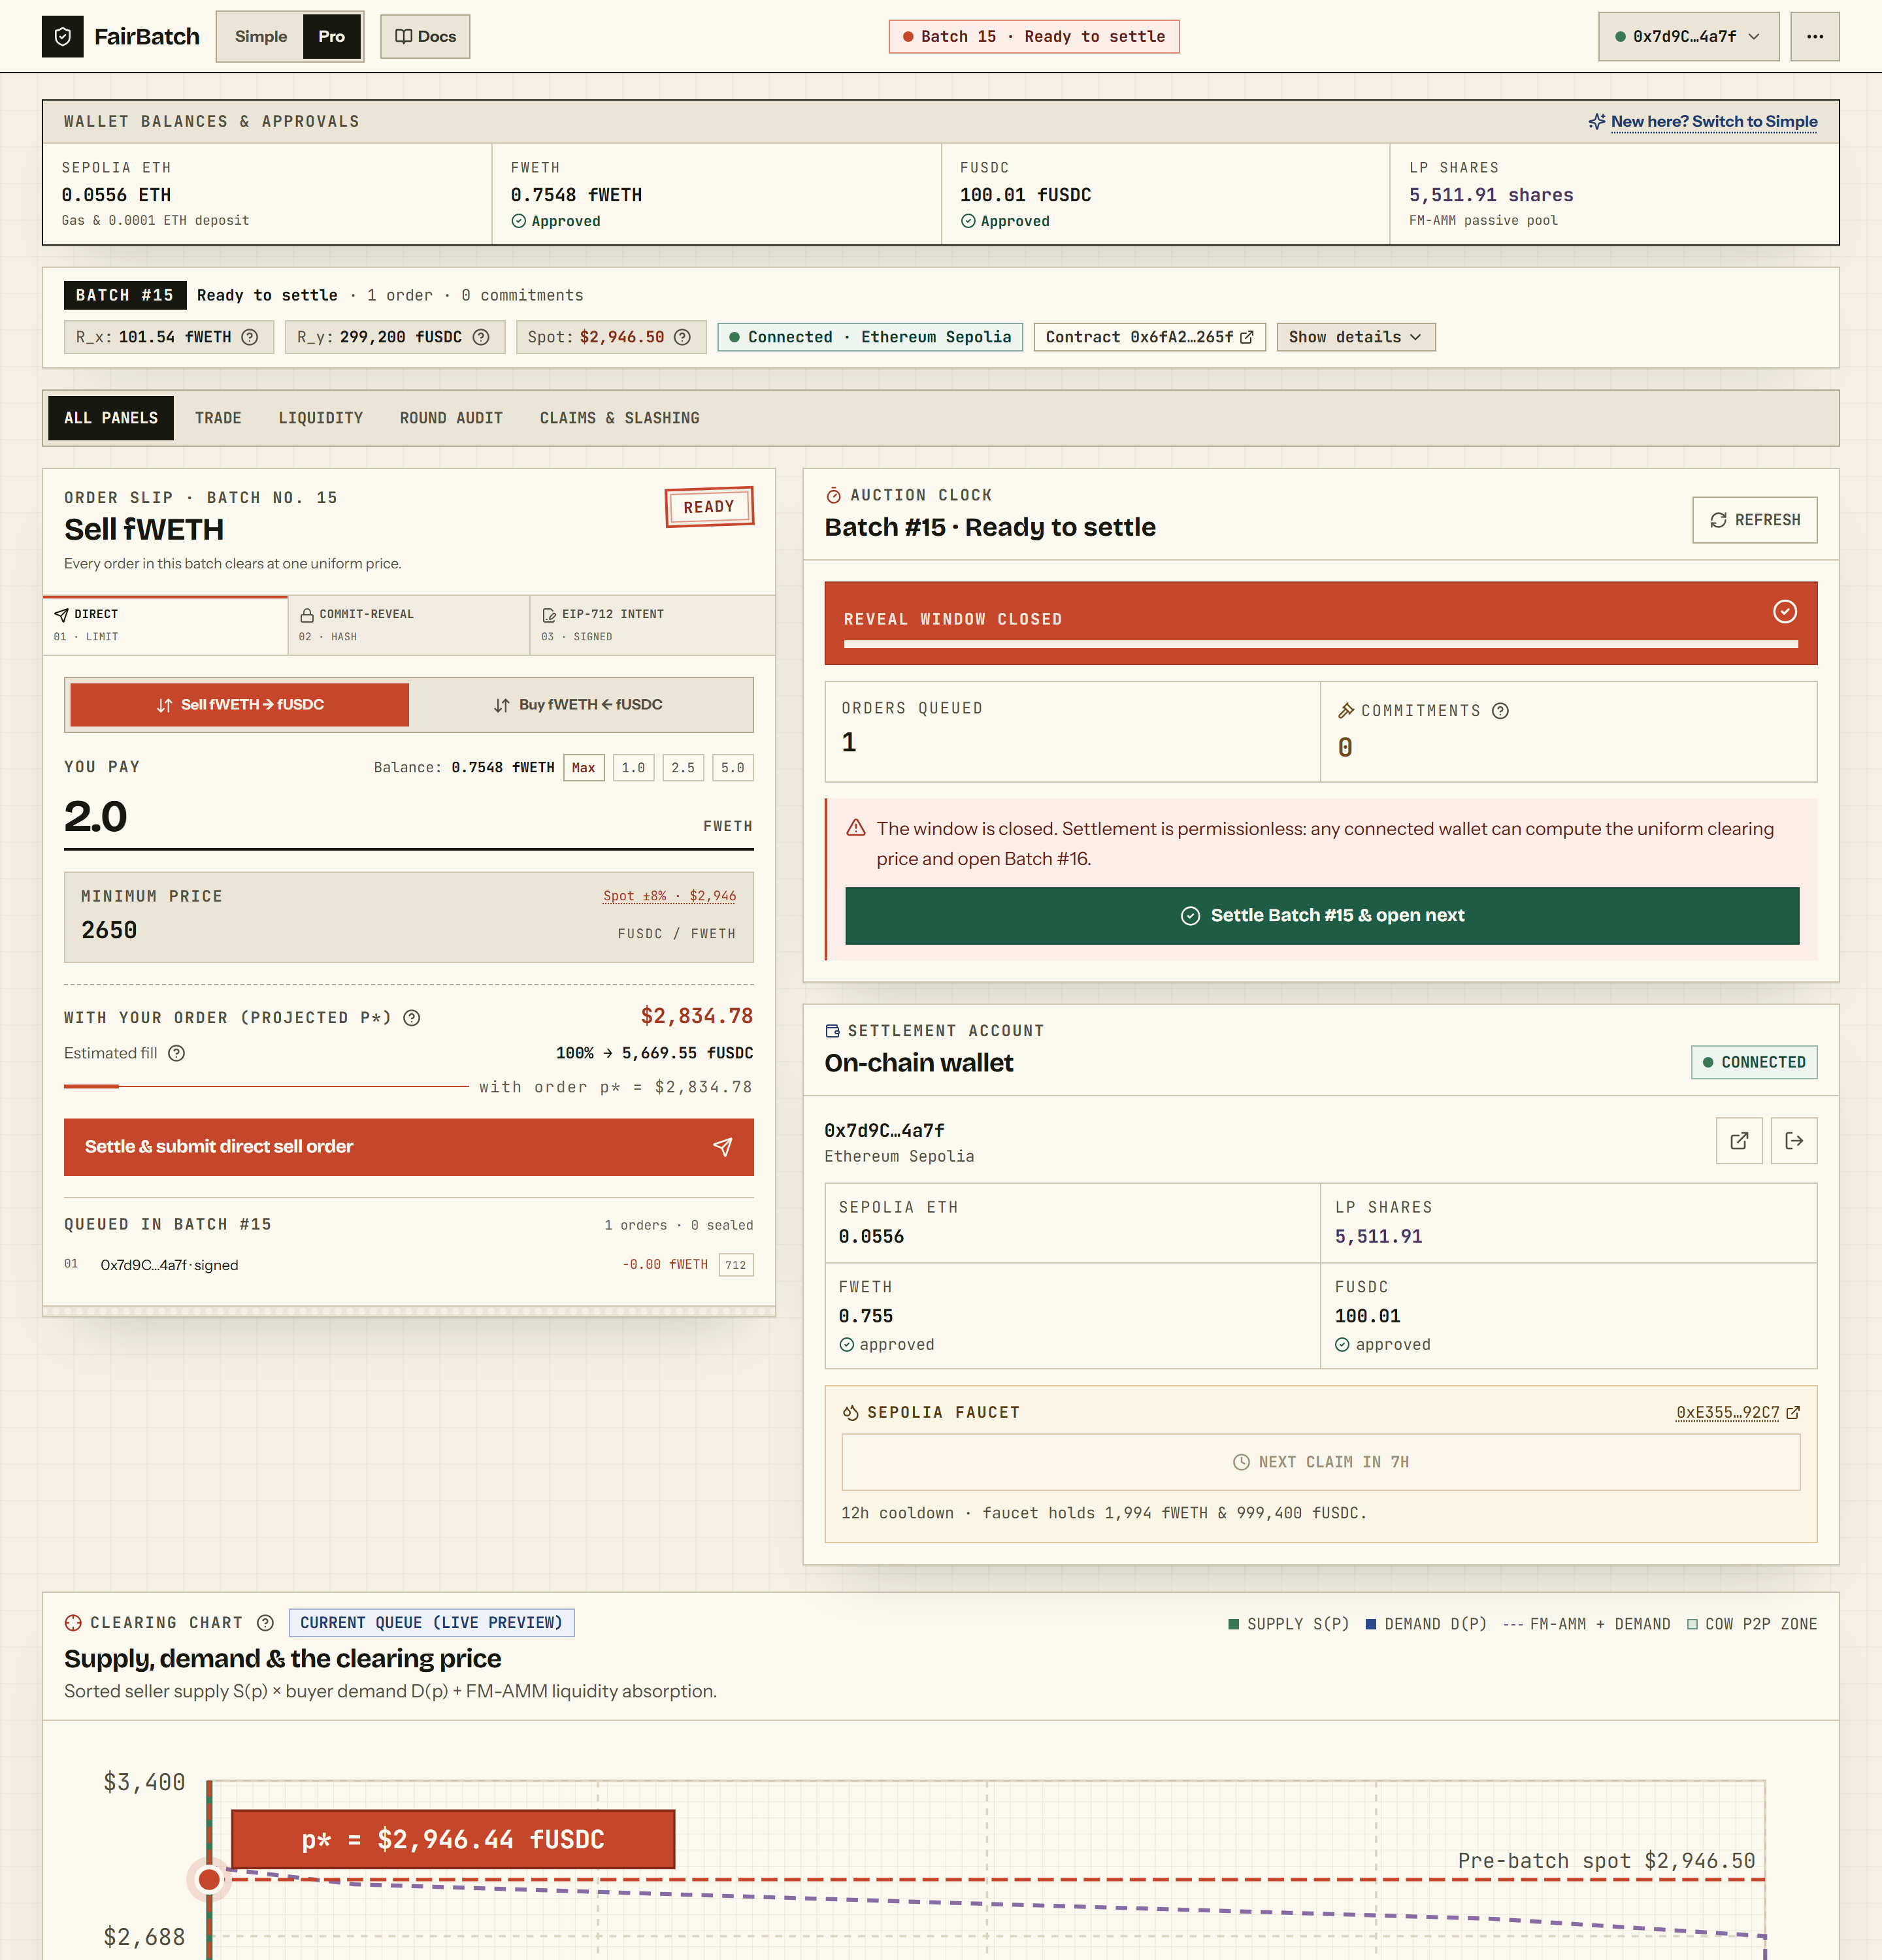 FairBatch
Simple
Pro
Docs
Batch 15 · Ready to settle
0x7d9C…4a7f
WALLET BALANCES & APPROVALS
New here? Switch to Simple
SEPOLIA ETH
0.0556 ETH
Gas & 0.0001 ETH deposit
FWETH
0.7548 fWETH
Approved
FUSDC
100.01 fUSDC
Approved
LP SHARES
5,511.91 shares
FM-AMM passive pool
BATCH #15 Ready to settle · 1 order · 0 commitments
R_x: 101.54 fWETH
R_y: 299,200 fUSDC
Spot: $2,946.50
Connected · Ethereum Sepolia
Contract 0x6fA2…265f
Show details
ALL PANELS
TRADE
LIQUIDITY
ROUND AUDIT
CLAIMS & SLASHING
ORDER SLIP · BATCH NO. 15
Sell fWETH
READY
Every order in this batch clears at one uniform price.
DIRECT
01 · LIMIT
COMMIT-REVEAL
02 · HASH
EIP-712 INTENT
03 · SIGNED
Sell fWETH → fUSDC
Buy fWETH ← fUSDC
YOU PAY
Balance: 0.7548 fWETH
Max
1.0
2.5
5.0
2.0
FWETH
MINIMUM PRICE
Spot ±8% · $2,946
2650
FUSDC / FWETH
WITH YOUR ORDER (PROJECTED P*)
$2,834.78
Estimated fill
100% → 5,669.55 fUSDC
with order p* = $2,834.78
Settle & submit direct sell order
QUEUED IN BATCH #15
1 orders · 0 sealed
01 0x7d9C…4a7f · signed
-0.00 fWETH
712
AUCTION CLOCK
Batch #15 · Ready to settle
REFRESH
REVEAL WINDOW CLOSED
ORDERS QUEUED
1
COMMITMENTS
0
The window is closed. Settlement is permissionless: any connected wallet can compute the uniform clearing
price and open Batch #16.
Settle Batch #15 & open next
SETTLEMENT ACCOUNT
On-chain wallet
CONNECTED
0x7d9C…4a7f
Ethereum Sepolia
SEPOLIA ETH
0.0556
LP SHARES
5,511.91
FWETH
0.755
approved
FUSDC
100.01
approved
SEPOLIA FAUCET
0xE355…92C7
NEXT CLAIM IN 7H
12h cooldown · faucet holds 1,994 fWETH & 999,400 fUSDC.
CLEARING CHART
CURRENT QUEUE (LIVE PREVIEW)
SUPPLY S(P)
DEMAND D(P)
FM-AMM + DEMAND
COW P2P ZONE
Supply, demand & the clearing price
Sorted seller supply S(p) × buyer demand D(p) + FM-AMM liquidity absorption.
$3,400
p* = $2,946.44 fUSDC
Pre-batch spot $2,946.50
$2,688